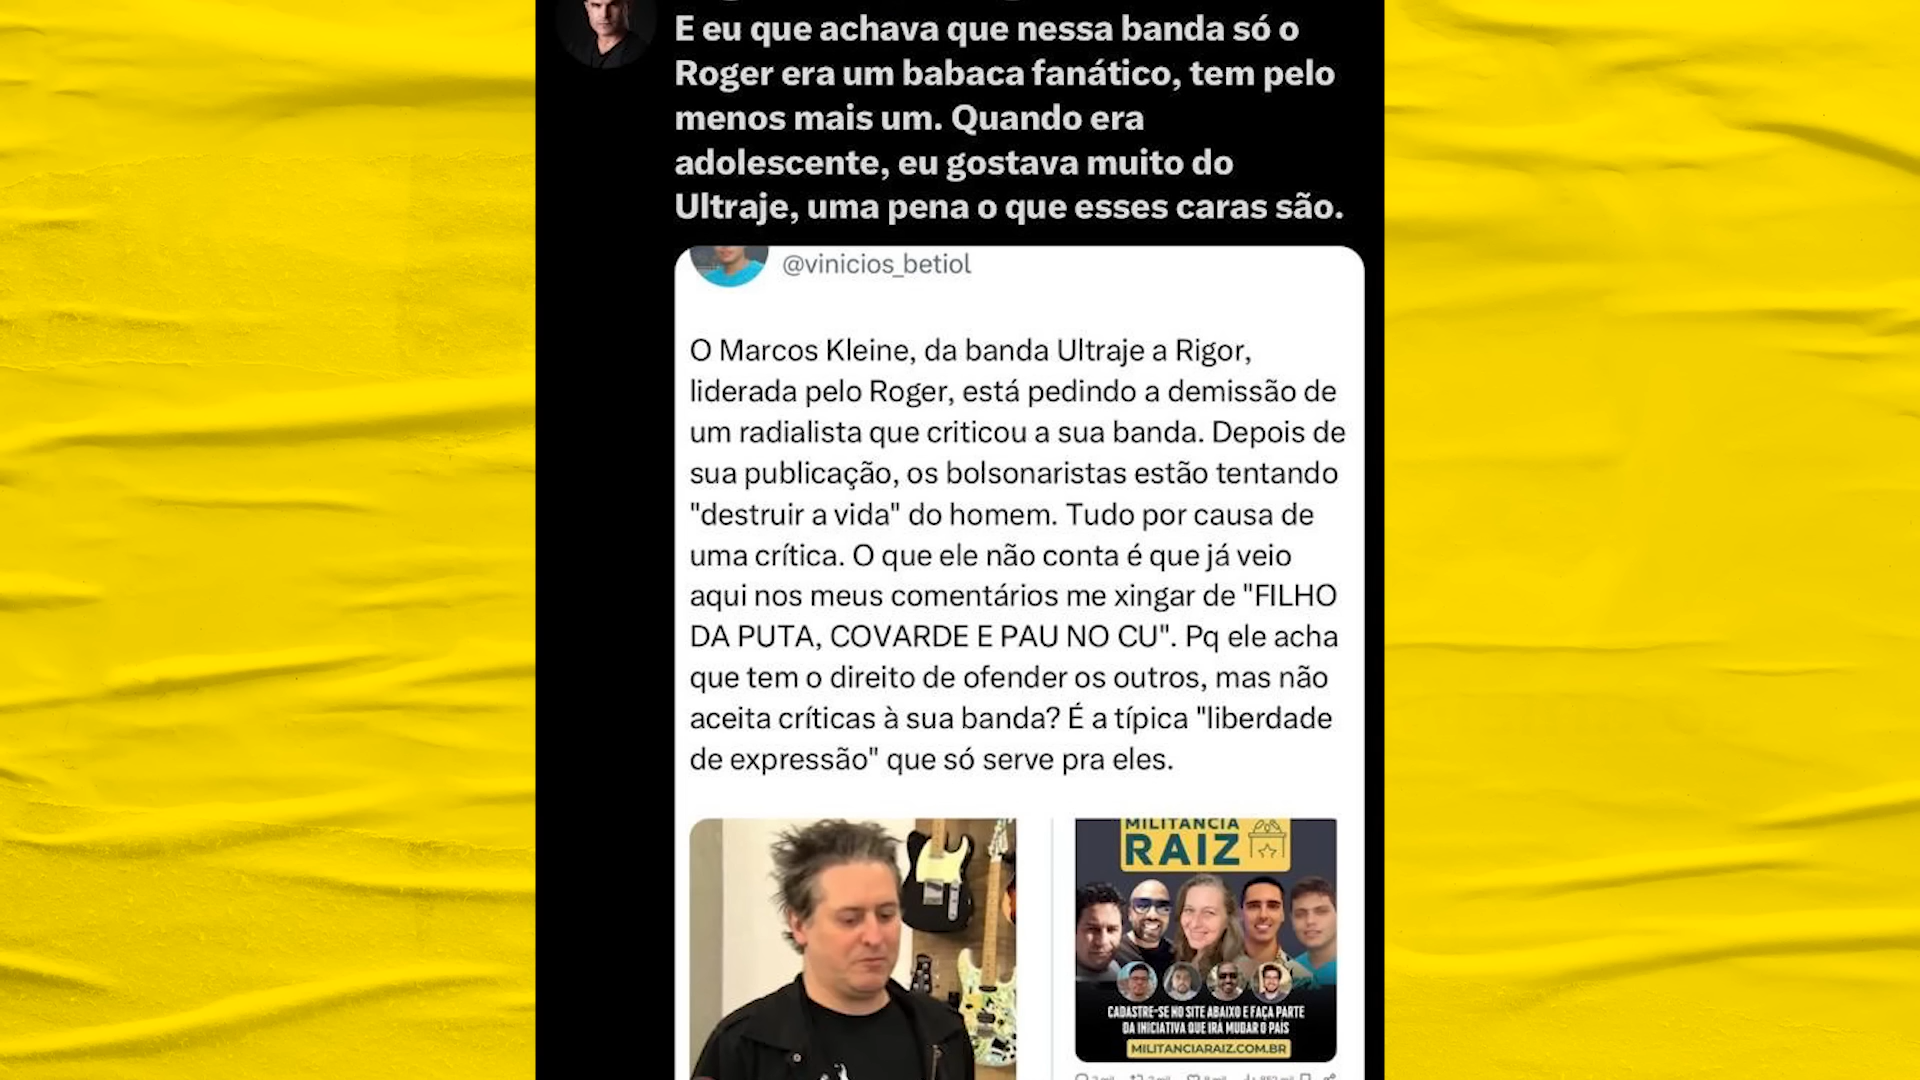 E eu que achava que nessa banda só o
Roger era um babaca fanático, tem pelo
menos mais um. Quando era
adolescente, eu gostava muito do
Ultraje, uma pena o que esses caras são.
@vinicios_betiol
O Marcos Kleine, da banda Ultraje a Rigor,
liderada pelo Roger, está pedindo a demissão de
um radialista que criticou a sua banda. Depois de
sua publicação, os bolsonaristas estão tentando
"destruir a vida" do homem. Tudo por causa de
uma crítica. O que ele não conta é que já veio
aqui nos meus comentários me xingar de "FILHO
DA PUTA, COVARDE E PAU NO CU". Pq ele acha
que tem o direito de ofender os outros, mas não
aceita críticas à sua banda? É a típica "liberdade
de expressão" que só serve pra eles.
MILITANCIA
RAIZ
CADASTRE-SE NO SITE ABAIXO E FAÇA PARTE
DA INICIATIVA QUE IRÁ MUDAR O PAÍS
MILITANCIARAIZ.COM.BR